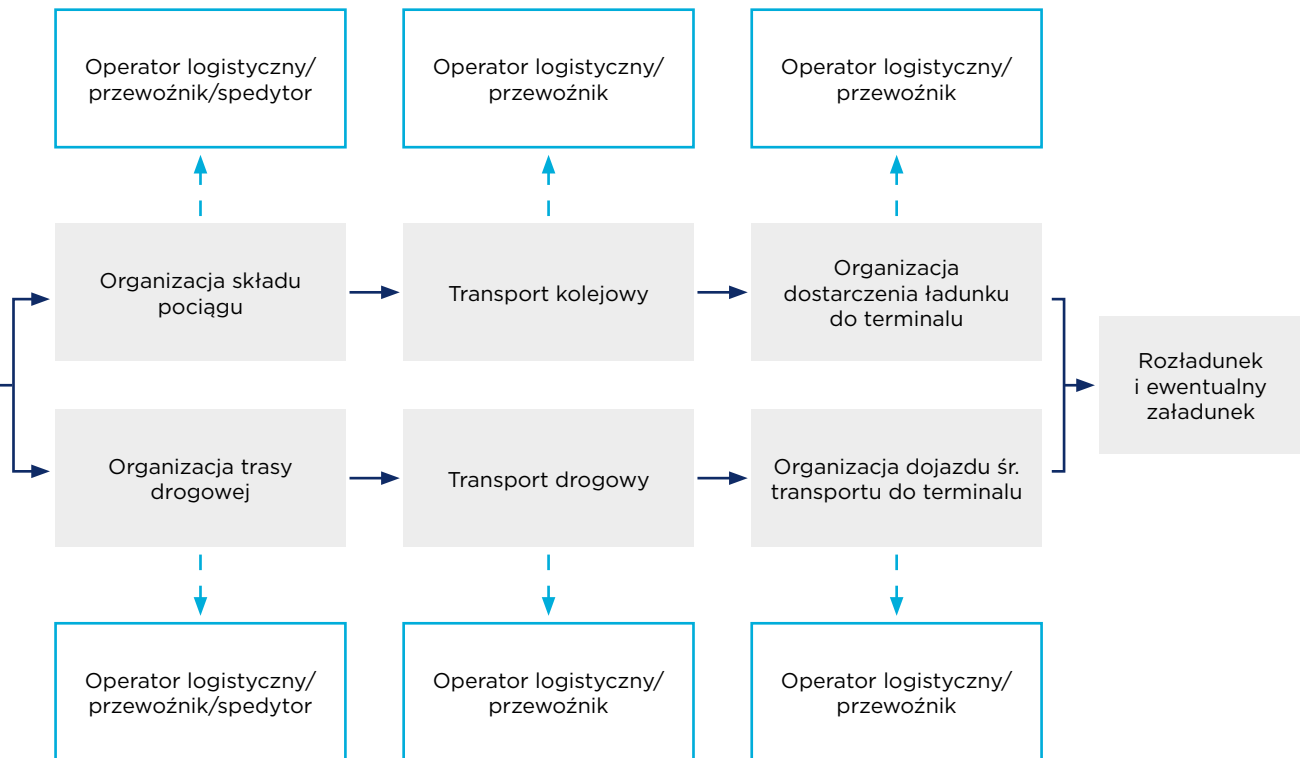 Operator logistyczny/
przewoźnik/spedytor
Operator logistyczny/
przewoźnik
Operator logistyczny/
przewoźnik
Organizacja składu
pociągu
Transport kolejowy
Organizacja
dostarczenia ładunku
do terminalu
Rozładunek
i ewentualny
załadunek
Organizacja trasy
drogowej
Transport drogowy
Organizacja dojazdu śr.
transportu do terminalu
Operator logistyczny/
przewoźnik/spedytor
Operator logistyczny/
przewoźnik
Operator logistyczny/
przewoźnik